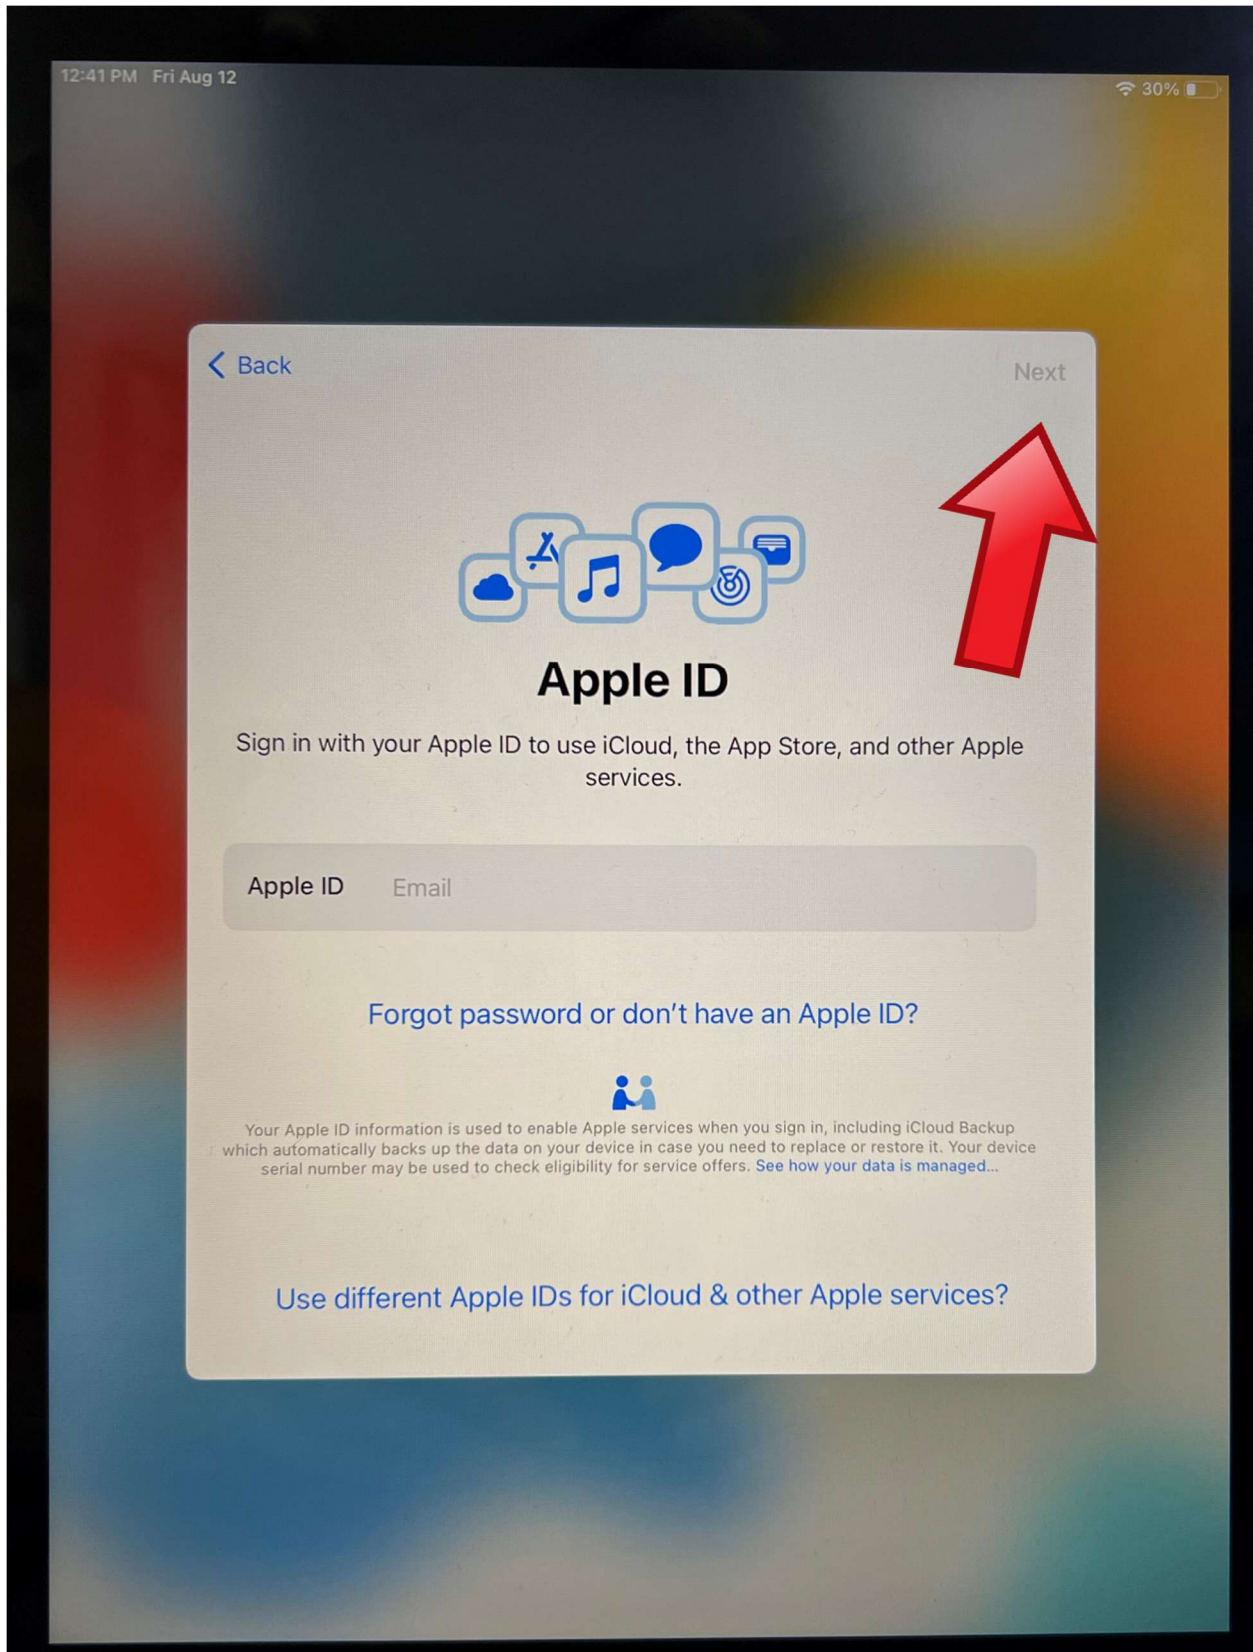 12:41 PM Fri Aug 12
30%
Back
Next
Apple ID
Sign in with your Apple ID to use iCloud, the App Store, and other Apple
services.
Apple ID Email
Forgot password or don't have an Apple ID?
Your Apple ID information is used to enable Apple services when you sign in, including iCloud Backup
which automatically backs up the data on your device in case you need to replace or restore it. Your device
serial number may be used to check eligibility for service offers. See how your data is managed...
Use different Apple IDs for iCloud & other Apple services?